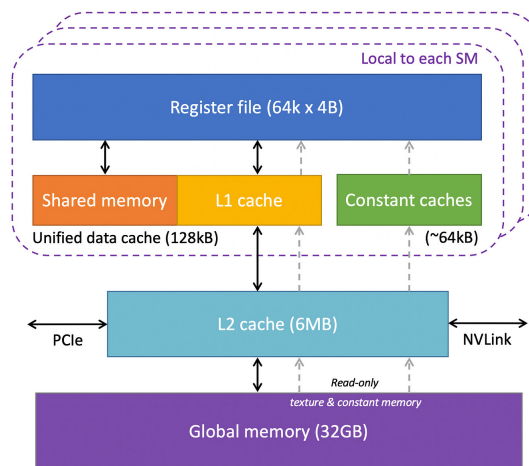 Local to each SM
Register file (64k x 4B)
Shared memory
L1 cache
Constant caches
Unified data cache (128kB)
(~64kB)
L2 cache (6MB)
PCIe
NVLink
Read-only
texture & constant memory
Global memory (32GB)